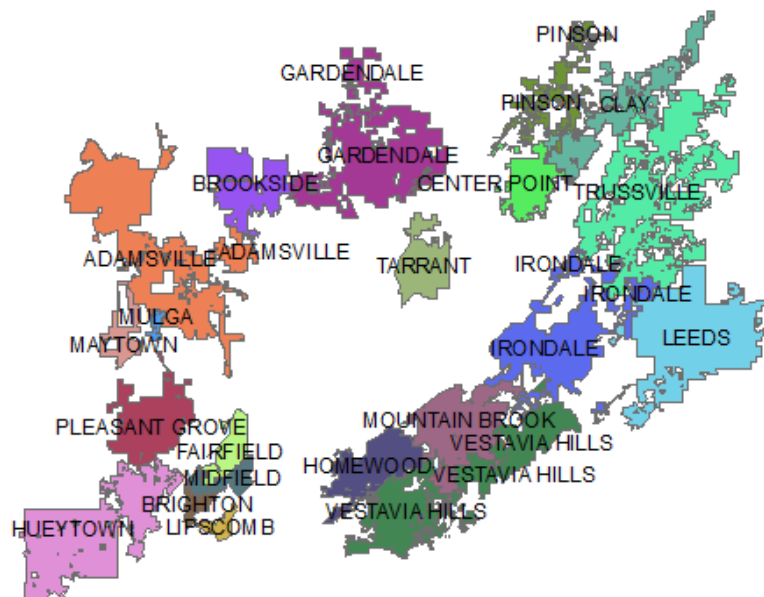 PINSON
GARDENDALE
PINSON
CLAY
GARDENDALE
BROOKSIDE
CENTER POINT
TRUSSVILLE
ADAMSVILLE
ADAMSVILLE
TARRANT
IRONDALE
IRONDALE
MULGA
MAYTOWN
IRONDALE
LEEDS
MOUNTAIN BROOK
PLEASANT GROVE
VESTAVIA HILLS
FAIRFIELD
HOMEWOOD
VESTAVIA HILLS
MIDFIELD
BRIGHTON
VESTAVIA HILLS
HUEYTOWN
LIPSCOMB